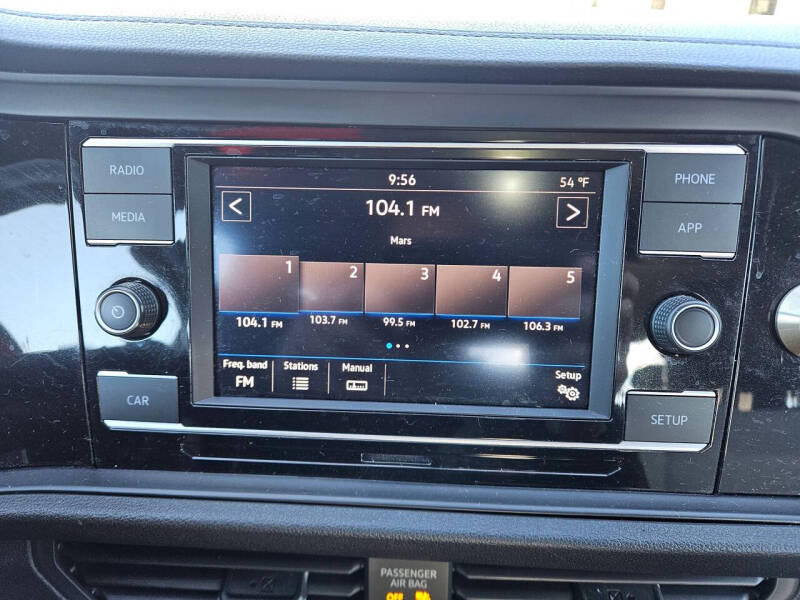 RADIO
MEDIA
CAR
9:56
54 °F
< 104.1 FM >
Mars
1 2 3 4 5
104.1 FM 103.7 FM 99.5 FM 102.7 FM 106.3 FM
Freq. band Stations Manual Setup
FM
PHONE
APP
SETUP
PASSENGER
AIR BAG
OFF